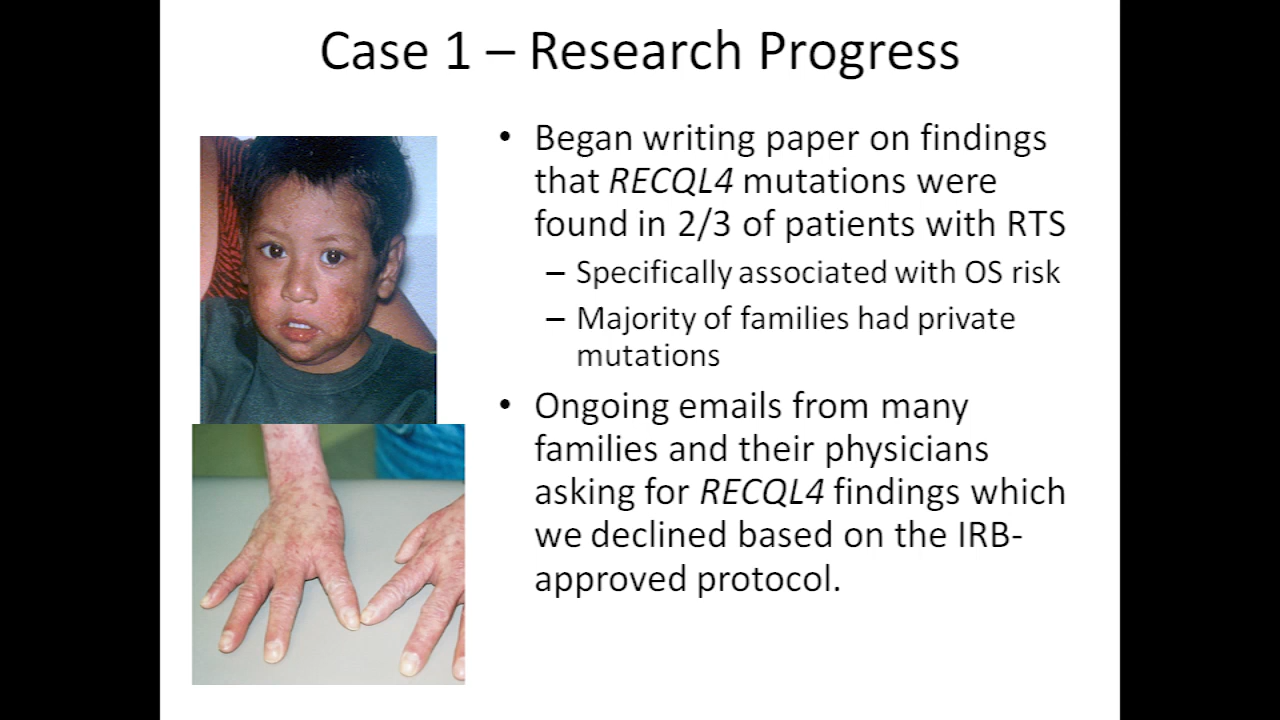 Case 1 – Research Progress
• Began writing paper on findings
that RECQL4 mutations were
found in 2/3 of patients with RTS
– Specifically associated with OS risk
– Majority of families had private
mutations
• Ongoing emails from many
families and their physicians
asking for RECQL4 findings which
we declined based on the IRB-
approved protocol.